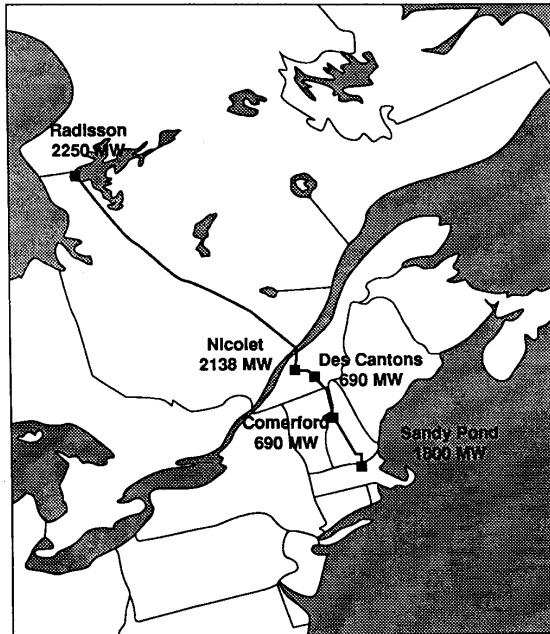 Radisson
2250 MW
Nicolet
2138 MW
Des Cantons
690 MW
Comerford
690 MW
Sandy Pond
1800 MW